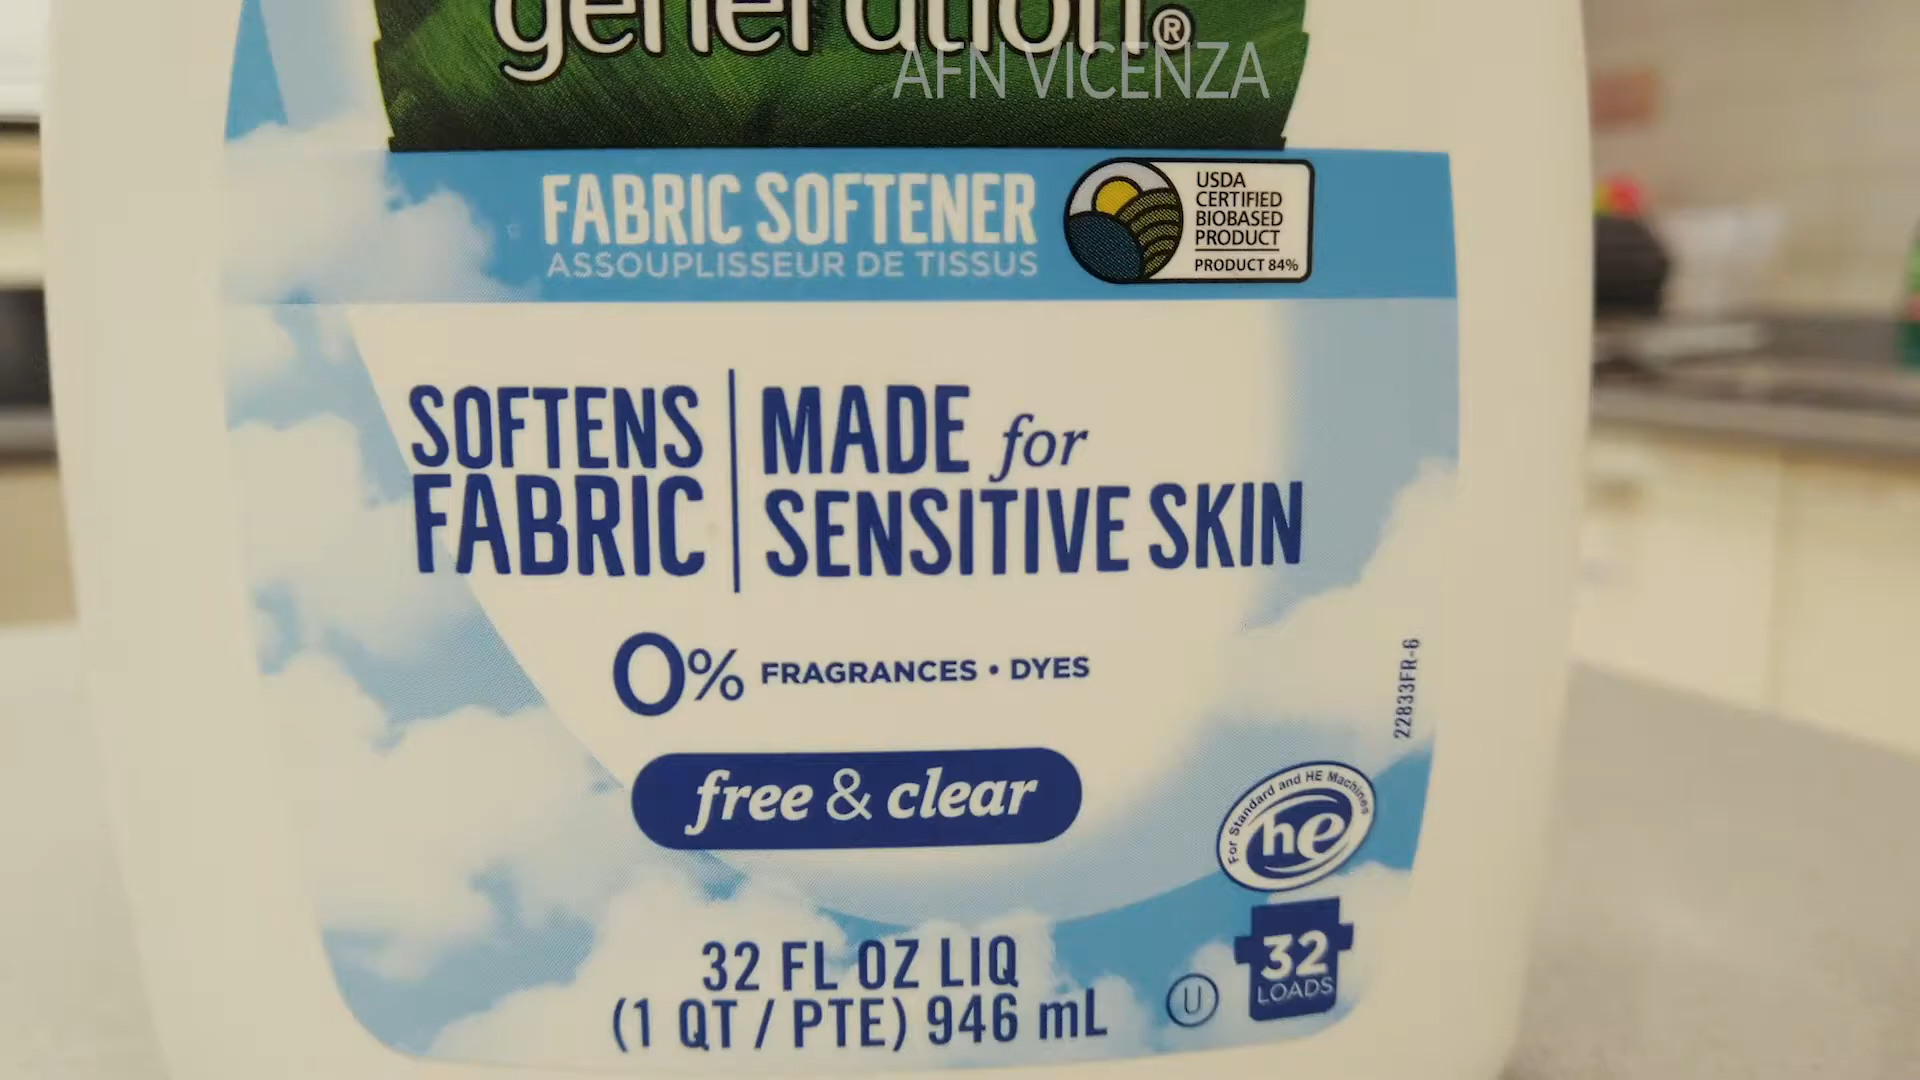 generation®
AFN VICENZA
FABRIC SOFTENER
ASSOUPLISSEUR DE TISSUS
USDA
CERTIFIED
BIOBASED
PRODUCT
PRODUCT 84%
SOFTENS
FABRIC
MADE for
SENSITIVE SKIN
0% FRAGRANCES • DYES
free & clear
22833FR-6
For Standard and HE Machines
he
32 FL OZ LIQ
(1 QT / PTE) 946 mL
U
32
LOADS